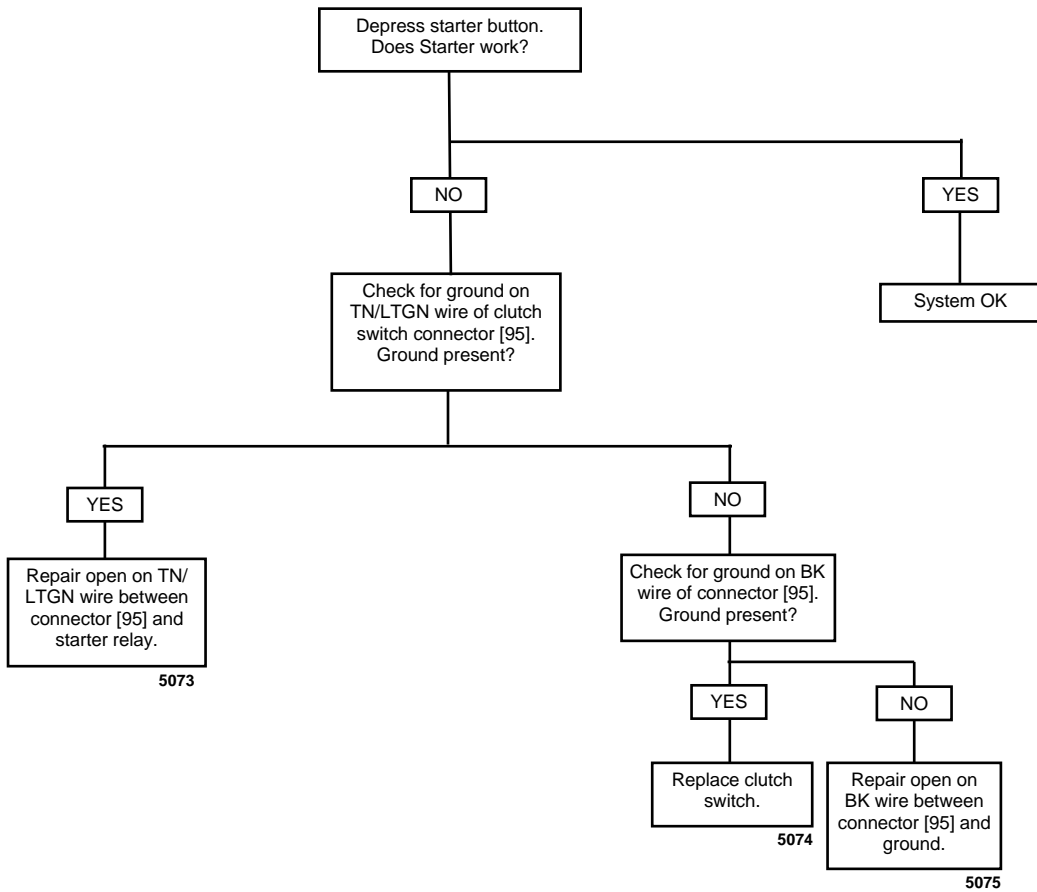 Depress starter button.
Does Starter work?
NO
YES
Check for ground on
TN/LTGN wire of clutch
switch connector [95].
Ground present?
System OK
YES
NO
Repair open on TN/
LTGN wire between
connector [95] and
starter relay.
5073
Check for ground on BK
wire of connector [95].
Ground present?
YES
NO
Replace clutch
switch.
5074
Repair open on
BK wire between
connector [95] and
ground.
5075